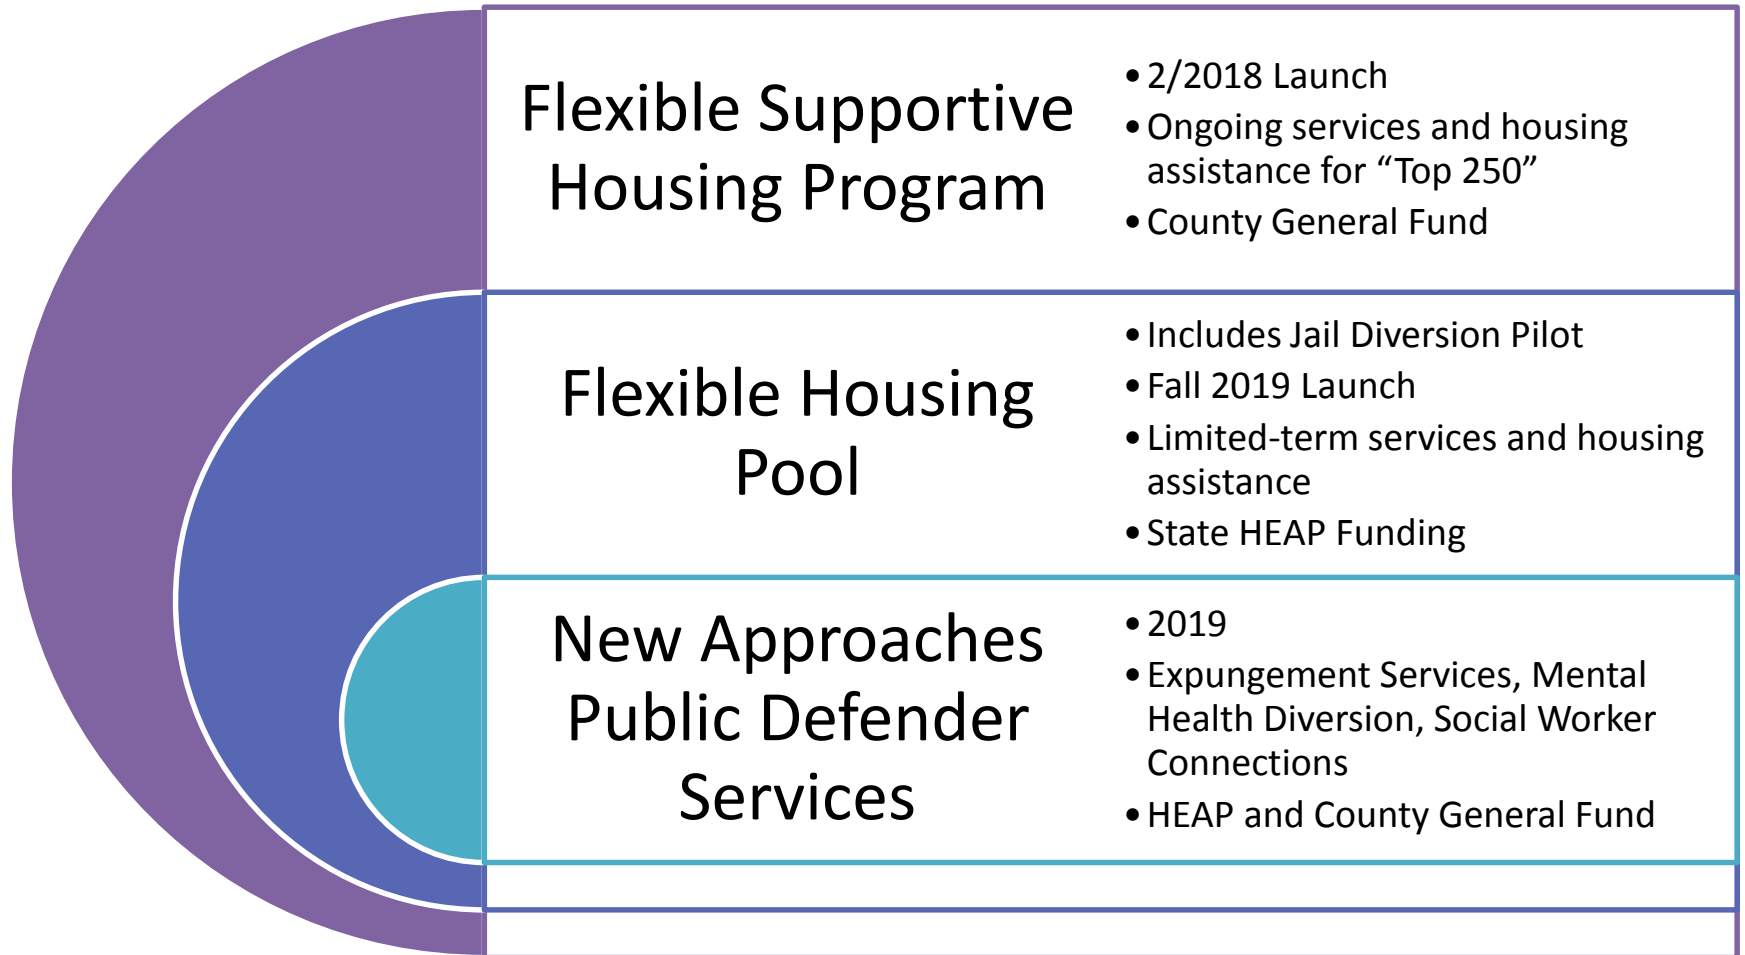 Flexible Supportive
Housing Program
•2/2018 Launch
•Ongoing services and housing
assistance for “Top 250”
•County General Fund
Flexible Housing
Pool
•Includes Jail Diversion Pilot
•Fall 2019 Launch
•Limited-term services and housing
assistance
•State HEAP Funding
New Approaches
Public Defender
Services
•2019
•Expungement Services, Mental
Health Diversion, Social Worker
Connections
•HEAP and County General Fund